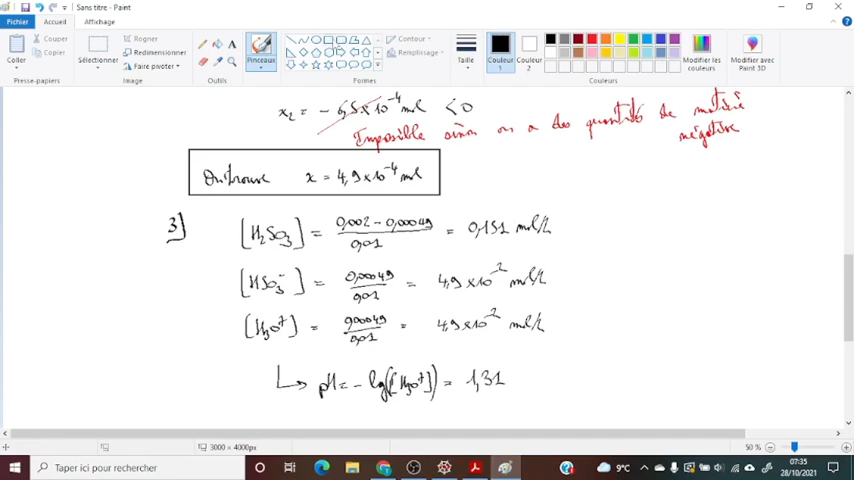 Sans titre - Paint
Fichier Accueil Affichage
Coller
Couper
Copier
Presse-papiers
Sélectionner
Rogner
Redimensionner
Faire pivoter
Image
A
Outils
Pinceaux
Contour
Remplissage
Formes
Taille
Couleur 1
Couleur 2
Modifier les couleurs
Modifier avec Paint 3D
Couleurs
x₂ = - 6,5×10⁻⁴ mol < 0
Impossible sinon on a des quantités de matière négative
On trouve x = 4,9×10⁻⁴ mol
3]
[H₂SO₃] = (0,002 - 0,00049)/0,01 = 0,151 mol/L
[HSO₃⁻] = 0,00049/0,01 = 4,9×10⁻² mol/L
[H₃O⁺] = 0,00049/0,01 = 4,9×10⁻² mol/L
↳ pH = - log([H₃O⁺]) = 1,31
3000 × 4000px
50 %
Taper ici pour rechercher
9°C
07:35
28/10/2021